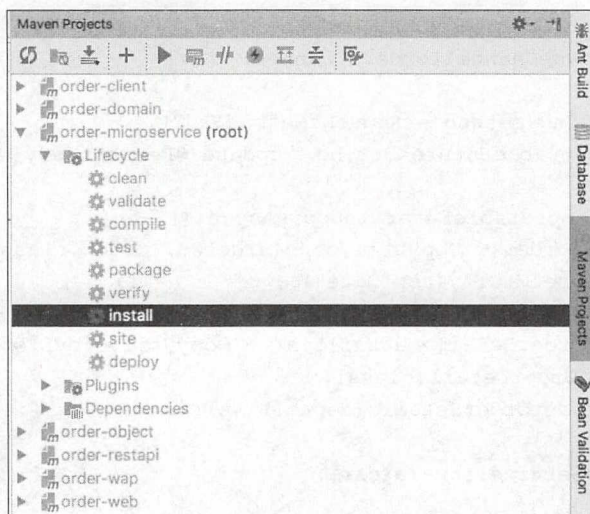 Maven Projects
order-client
order-domain
order-microservice (root)
Lifecycle
clean
validate
compile
test
package
verify
install
site
deploy
Plugins
Dependencies
order-object
order-restapi
order-wap
order-web
Ant Build
Database
Maven Projects
Bean Validation